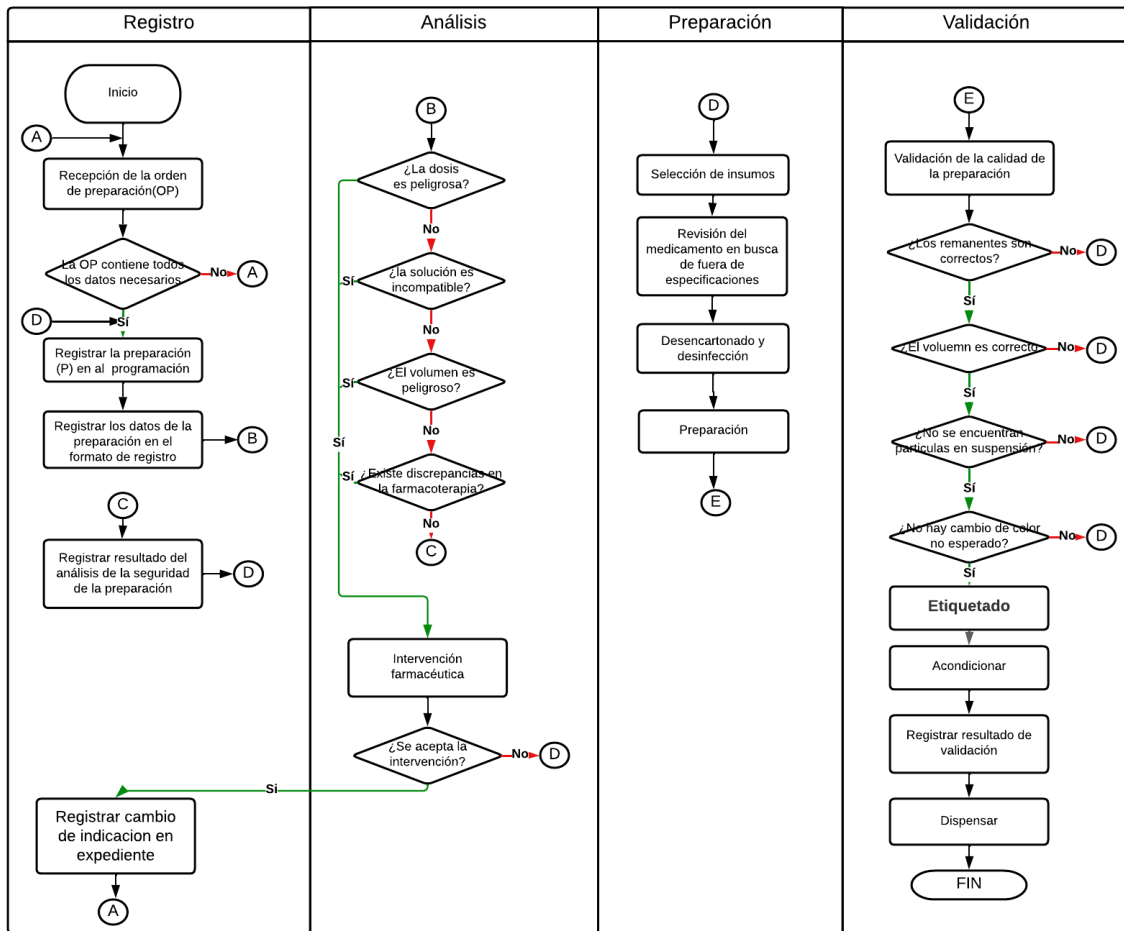 Registro
Análisis
Preparación
Validación
Inicio
A
Recepción de la orden
de preparación(OP)
La OP contiene todos
los datos necesarios
No
A
D
Sí
Registrar la preparación
(P) en al programación
Registrar los datos de la
preparación en el
formato de registro
B
C
Registrar resultado del
análisis de la seguridad
de la preparación
D
Registrar cambio
de indicacion en
expediente
A
B
¿La dosis
es peligrosa?
No
¿la solución es
incompatible?
Sí
No
¿El volumen es
peligroso?
Sí
No
Sí
¿Existe discrepancias en
la farmacoterapia?
Sí
No
C
Intervención
farmacéutica
¿Se acepta la
intervención?
No
D
Si
D
Selección de insumos
Revisión del
medicamento en busca
de fuera de
especificaciones
Desencartonado y
desinfección
Preparación
E
E
Validación de la calidad de
la preparación
¿Los remanentes son
correctos?
No
D
Sí
¿El voluemn es correcto
No
D
Sí
¿No se encuentran
particulas en suspensión?
No
D
Sí
¿No hay cambio de color
no esperado?
No
D
Sí
Etiquetado
Acondicionar
Registrar resultado de
validación
Dispensar
FIN